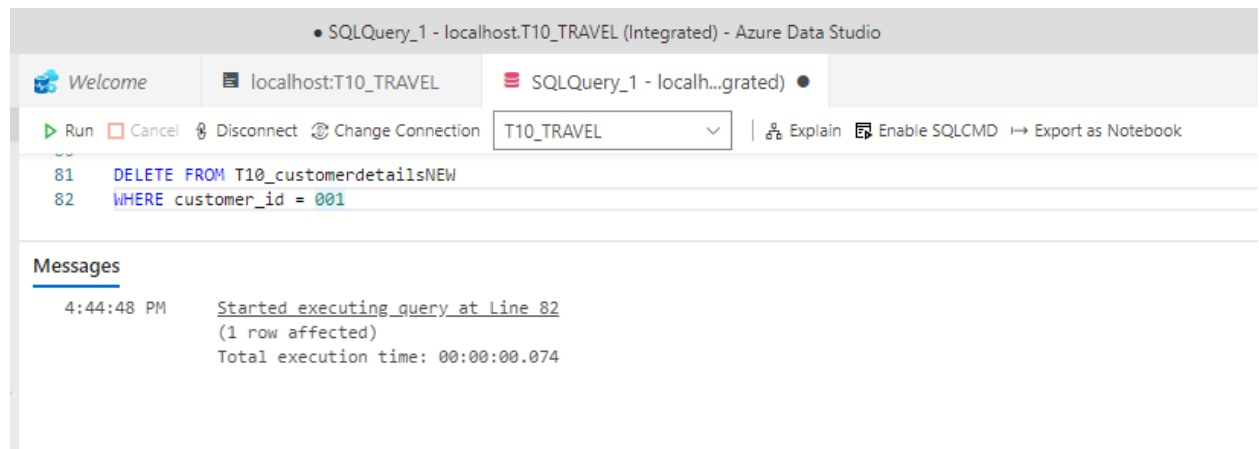 ● SQLQuery_1 - localhost.T10_TRAVEL (Integrated) - Azure Data Studio
Welcome localhost:T10_TRAVEL SQLQuery_1 - localh...grated) ●
Run Cancel Disconnect Change Connection T10_TRAVEL Explain Enable SQLCMD Export as Notebook
81 DELETE FROM T10_customerdetailsNEW
82 WHERE customer_id = 001
Messages
4:44:48 PM Started executing query at Line 82
(1 row affected)
Total execution time: 00:00:00.074